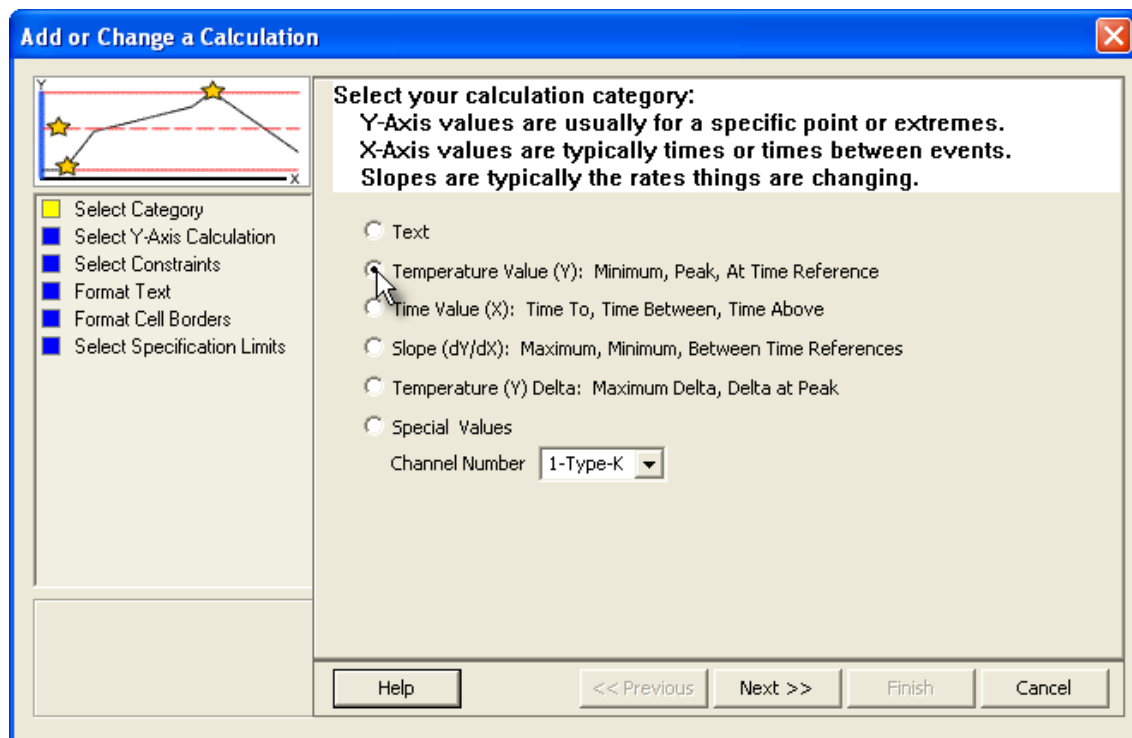 Add or Change a Calculation
Y
X
Select Category
Select Y-Axis Calculation
Select Constraints
Format Text
Format Cell Borders
Select Specification Limits
Select your calculation category:
Y-Axis values are usually for a specific point or extremes.
X-Axis values are typically times or times between events.
Slopes are typically the rates things are changing.
Text
Temperature Value (Y): Minimum, Peak, At Time Reference
Time Value (X): Time To, Time Between, Time Above
Slope (dY/dX): Maximum, Minimum, Between Time References
Temperature (Y) Delta: Maximum Delta, Delta at Peak
Special Values
Channel Number 1-Type-K
Help << Previous Next >> Finish Cancel